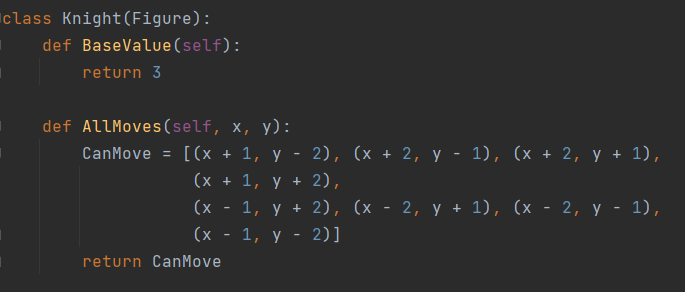 class Knight(Figure):
    def BaseValue(self):
        return 3

    def AllMoves(self, x, y):
        CanMove = [(x + 1, y - 2), (x + 2, y - 1), (x + 2, y + 1),
                   (x + 1, y + 2),
                   (x - 1, y + 2), (x - 2, y + 1), (x - 2, y - 1),
                   (x - 1, y - 2)]
        return CanMove